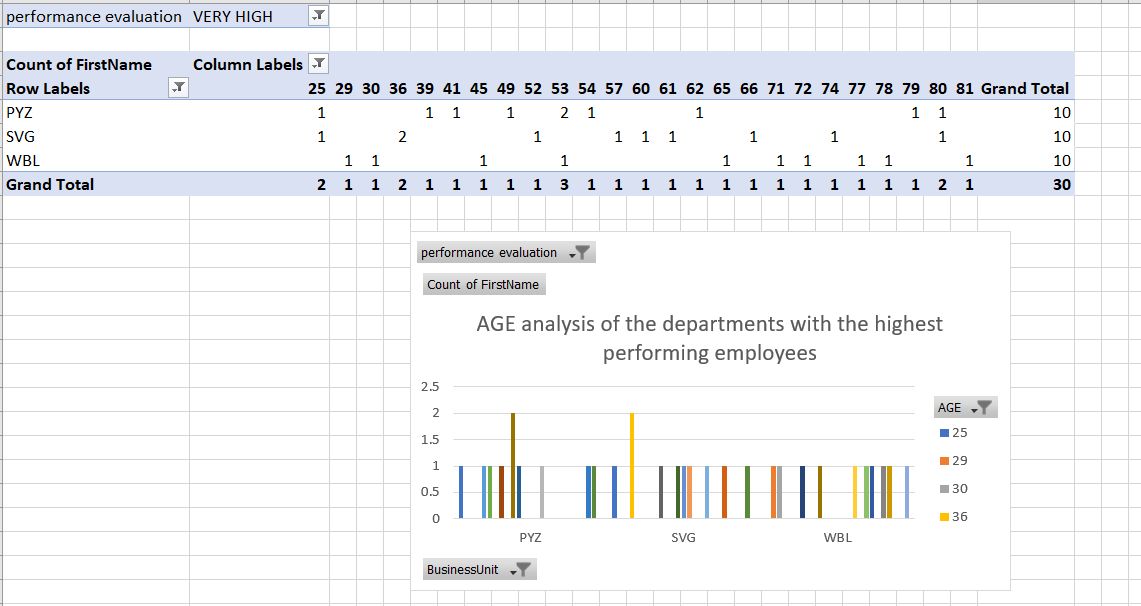 performance evaluation VERY HIGH
Count of FirstName Column Labels
Row Labels 25 29 30 36 39 41 45 49 52 53 54 57 60 61 62 65 66 71 72 74 77 78 79 80 81 Grand Total
PYZ 1 1 1 1 2 1 1 1 1 10
SVG 1 2 1 1 1 1 1 1 1 10
WBL 1 1 1 1 1 1 1 1 1 1 10
Grand Total 2 1 1 2 1 1 1 1 1 3 1 1 1 1 1 1 1 1 1 1 1 1 1 2 1 30
performance evaluation
Count of FirstName
AGE analysis of the departments with the highest
performing employees
2.5
2
1.5
1
0.5
0
PYZ SVG WBL
AGE
25
29
30
36
BusinessUnit